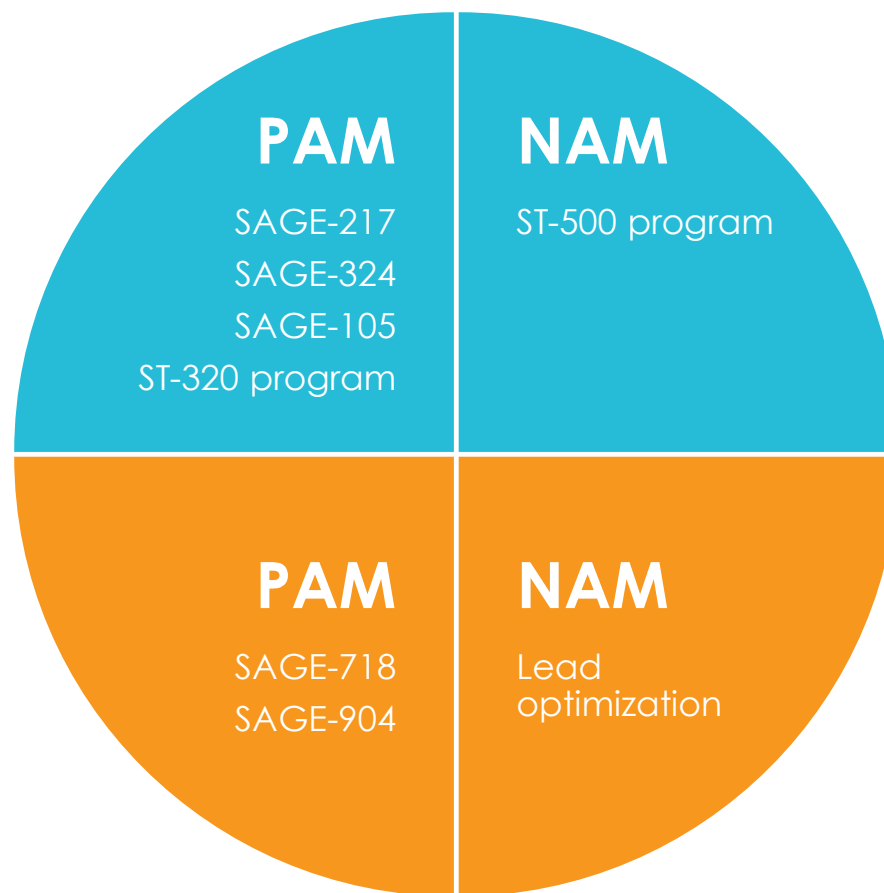 PAM
SAGE-217
SAGE-324
SAGE-105
ST-320 program
NAM
ST-500 program
PAM
SAGE-718
SAGE-904
NAM
Lead
optimization